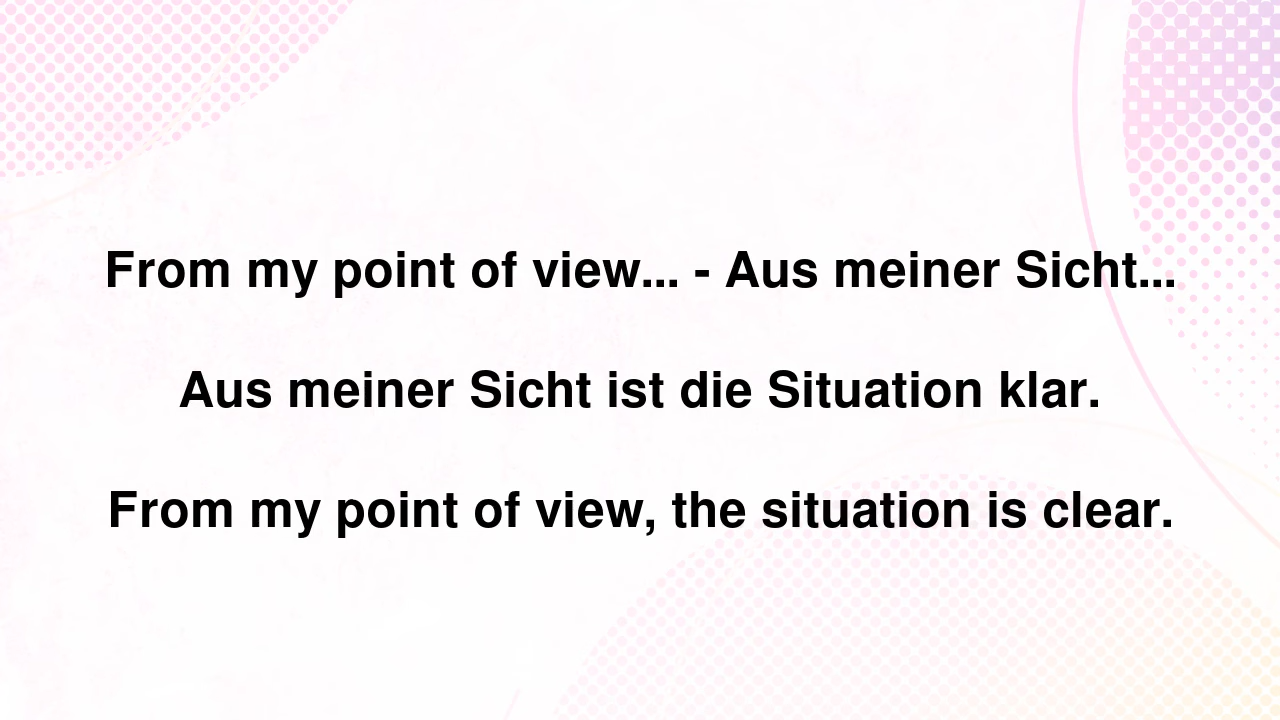 From my point of view... - Aus meiner Sicht...
Aus meiner Sicht ist die Situation klar.
From my point of view, the situation is clear.